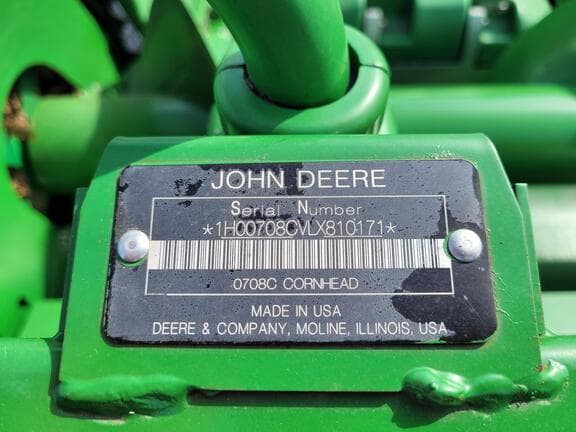 JOHN DEERE
Serial Number
*1H00708CVLX810171*
0708C CORNHEAD
MADE IN USA
DEERE & COMPANY, MOLINE, ILLINOIS, USA